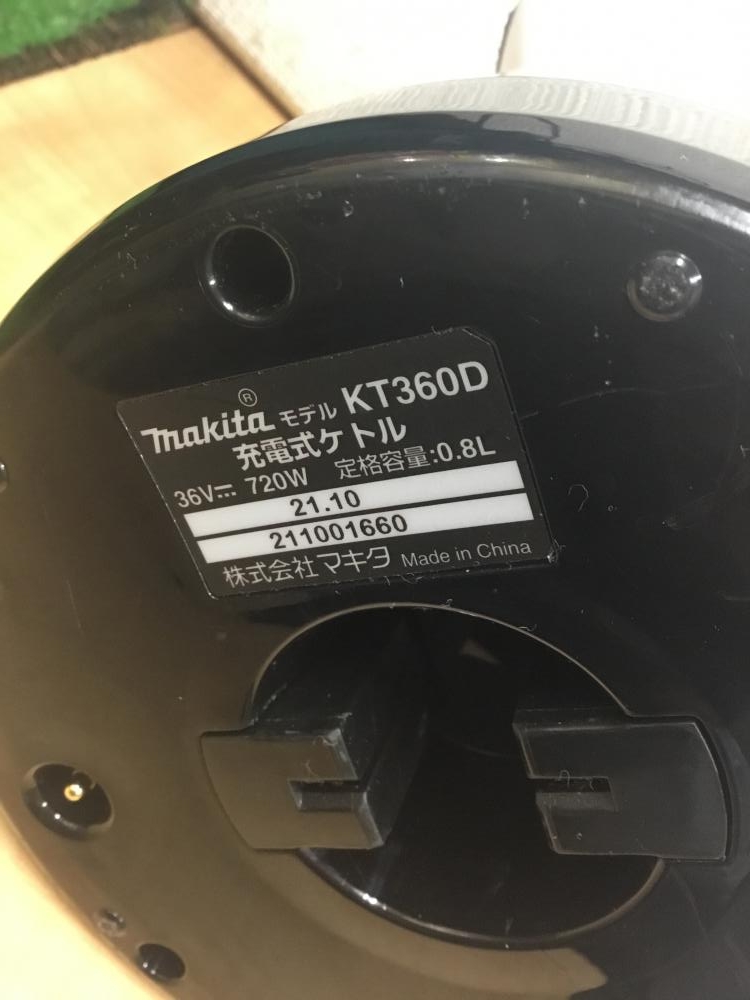 makita® モデル KT360D
充電式ケトル
36V⎓ 720W 定格容量:0.8L
21.10
211001660
株式会社マキタ Made in China